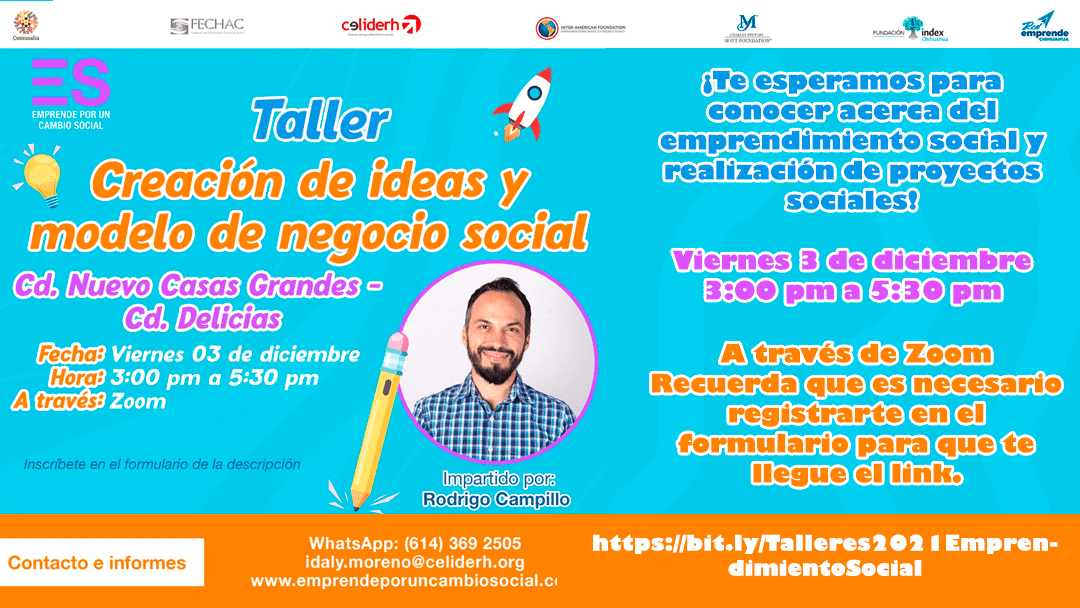 Comunalia
FECHAC
celiderh
INTER-AMERICAN FOUNDATION
CHARLES STEWART
MOTT FOUNDATION
FUNDACIÓN index
Chihuahua
Red
emprende
CHIHUAHUA
ES
EMPRENDE POR UN
CAMBIO SOCIAL
Taller
Creación de ideas y
modelo de negocio social
Cd. Nuevo Casas Grandes -
Cd. Delicias
Fecha: Viernes 03 de diciembre
Hora: 3:00 pm a 5:30 pm
A través: Zoom
Inscríbete en el formulario de la descripción
Impartido por:
Rodrigo Campillo
¡Te esperamos para
conocer acerca del
emprendimiento social y
realización de proyectos
sociales!
Viernes 3 de diciembre
3:00 pm a 5:30 pm
A través de Zoom
Recuerda que es necesario
registrarte en el
formulario para que te
llegue el link.
Contacto e informes
WhatsApp: (614) 369 2505
idaly.moreno@celiderh.org
www.emprendeporuncambiosocial.co
https://bit.ly/Talleres2021Empren-
dimientoSocial